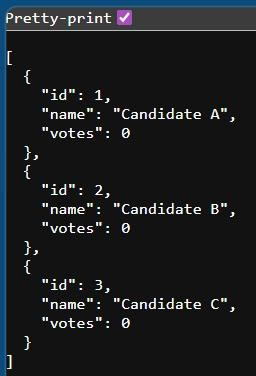 Pretty-print
[
  {
    "id": 1,
    "name": "Candidate A",
    "votes": 0
  },
  {
    "id": 2,
    "name": "Candidate B",
    "votes": 0
  },
  {
    "id": 3,
    "name": "Candidate C",
    "votes": 0
  }
]